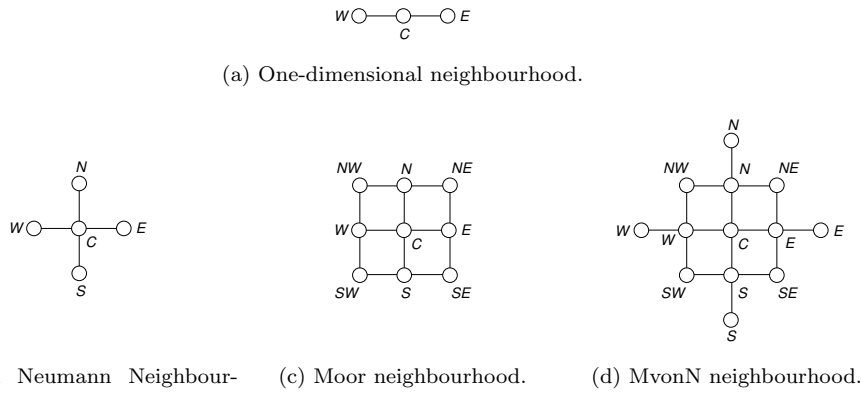 W E
C
(a) One-dimensional neighbourhood.
N
W E
C
S
NW N NE
W E
C
SW S SE
N
NW N NE
W W C E E
SW S SE
S
Neumann Neighbour-
(c) Moor neighbourhood.
(d) MvonN neighbourhood.